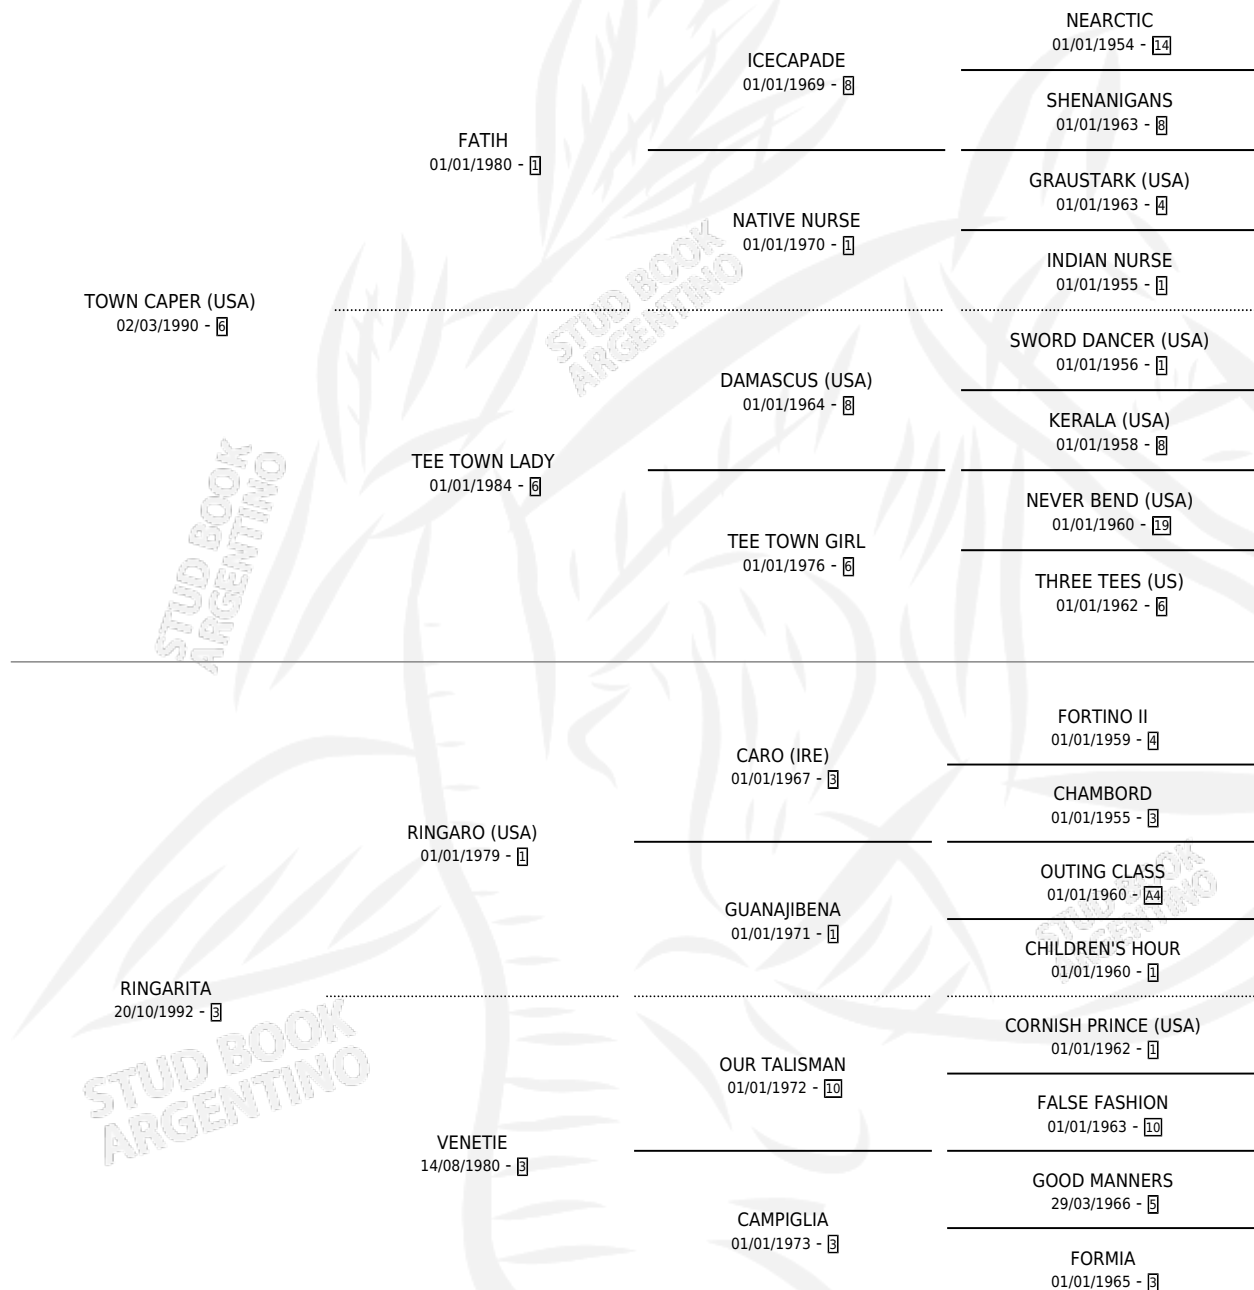 NEARCTIC
01/01/1954 - 14
ICECAPADE
01/01/1969 - 8
SHENANIGANS
01/01/1963 - 8
FATIH
01/01/1980 - 1
GRAUSTARK (USA)
01/01/1963 - 4
NATIVE NURSE
01/01/1970 - 1
INDIAN NURSE
01/01/1955 - 1
TOWN CAPER (USA)
02/03/1990 - 6
SWORD DANCER (USA)
01/01/1956 - 1
DAMASCUS (USA)
01/01/1964 - 8
KERALA (USA)
01/01/1958 - 8
TEE TOWN LADY
01/01/1984 - 6
NEVER BEND (USA)
01/01/1960 - 19
TEE TOWN GIRL
01/01/1976 - 6
THREE TEES (US)
01/01/1962 - 6
FORTINO II
01/01/1959 - 4
CARO (IRE)
01/01/1967 - 3
CHAMBORD
01/01/1955 - 3
RINGARO (USA)
01/01/1979 - 1
OUTING CLASS
01/01/1960 - A4
GUANAJIBENA
01/01/1971 - 1
CHILDREN'S HOUR
01/01/1960 - 1
RINGARITA
20/10/1992 - 3
CORNISH PRINCE (USA)
01/01/1962 - 1
OUR TALISMAN
01/01/1972 - 10
FALSE FASHION
01/01/1963 - 10
VENETIE
14/08/1980 - 3
GOOD MANNERS
29/03/1966 - 5
CAMPIGLIA
01/01/1973 - 3
FORMIA
01/01/1965 - 3
STUD BOOK
ARGENTINO
STUD BOOK
ARGENTINO
STUD BOOK
ARGENTINO
STUD BOOK
ARGENTINO